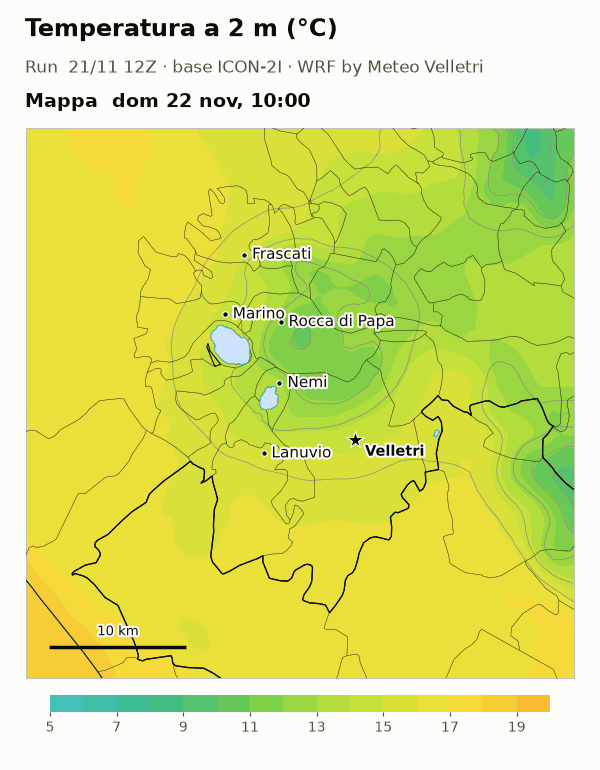 Temperatura a 2 m (°C)
Run  21/11 12Z · base ICON-2I · WRF by Meteo Velletri
Mappa  dom 22 nov, 10:00
Frascati
Marino
Rocca di Papa
Nemi
Velletri
Lanuvio
10 km
5 7 9 11 13 15 17 19